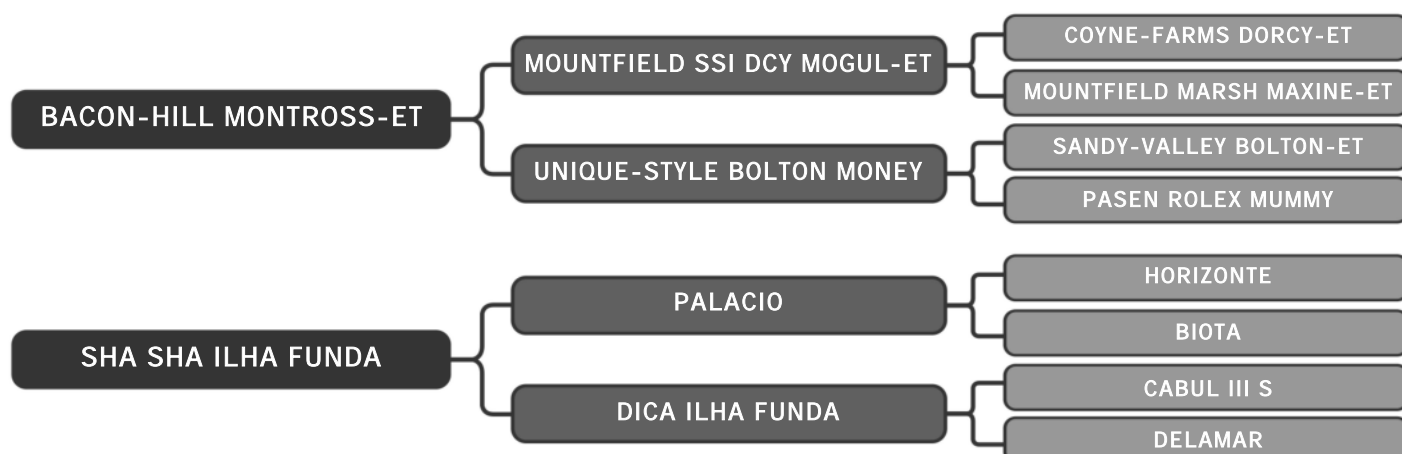 BACON-HILL MONTROSS-ET
MOUNTFIELD SSI DCY MOGUL-ET
COYNE-FARMS DORCY-ET
MOUNTFIELD MARSH MAXINE-ET
UNIQUE-STYLE BOLTON MONEY
SANDY-VALLEY BOLTON-ET
PASEN ROLEX MUMMY
SHA SHA ILHA FUNDA
PALACIO
HORIZONTE
BIOTA
DICA ILHA FUNDA
CABUL III S
DELAMAR